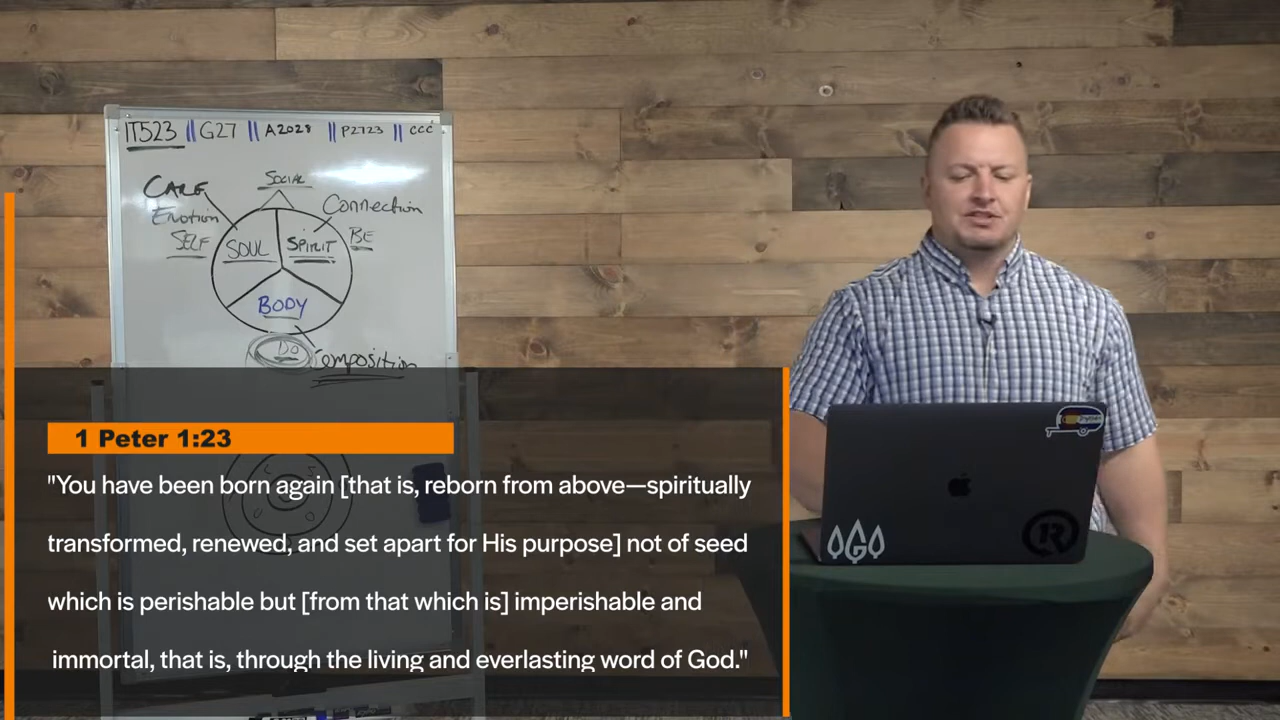 IT523 || G27 || A2028 || P2723 || CCC
SOCIAL
CARE
Connection
Emotion
SELF
SOUL
SPIRIT
BE
BODY
DO
Composition
1 Peter 1:23
"You have been born again [that is, reborn from above—spiritually
transformed, renewed, and set apart for His purpose] not of seed
which is perishable but [from that which is] imperishable and
immortal, that is, through the living and everlasting word of God."
R